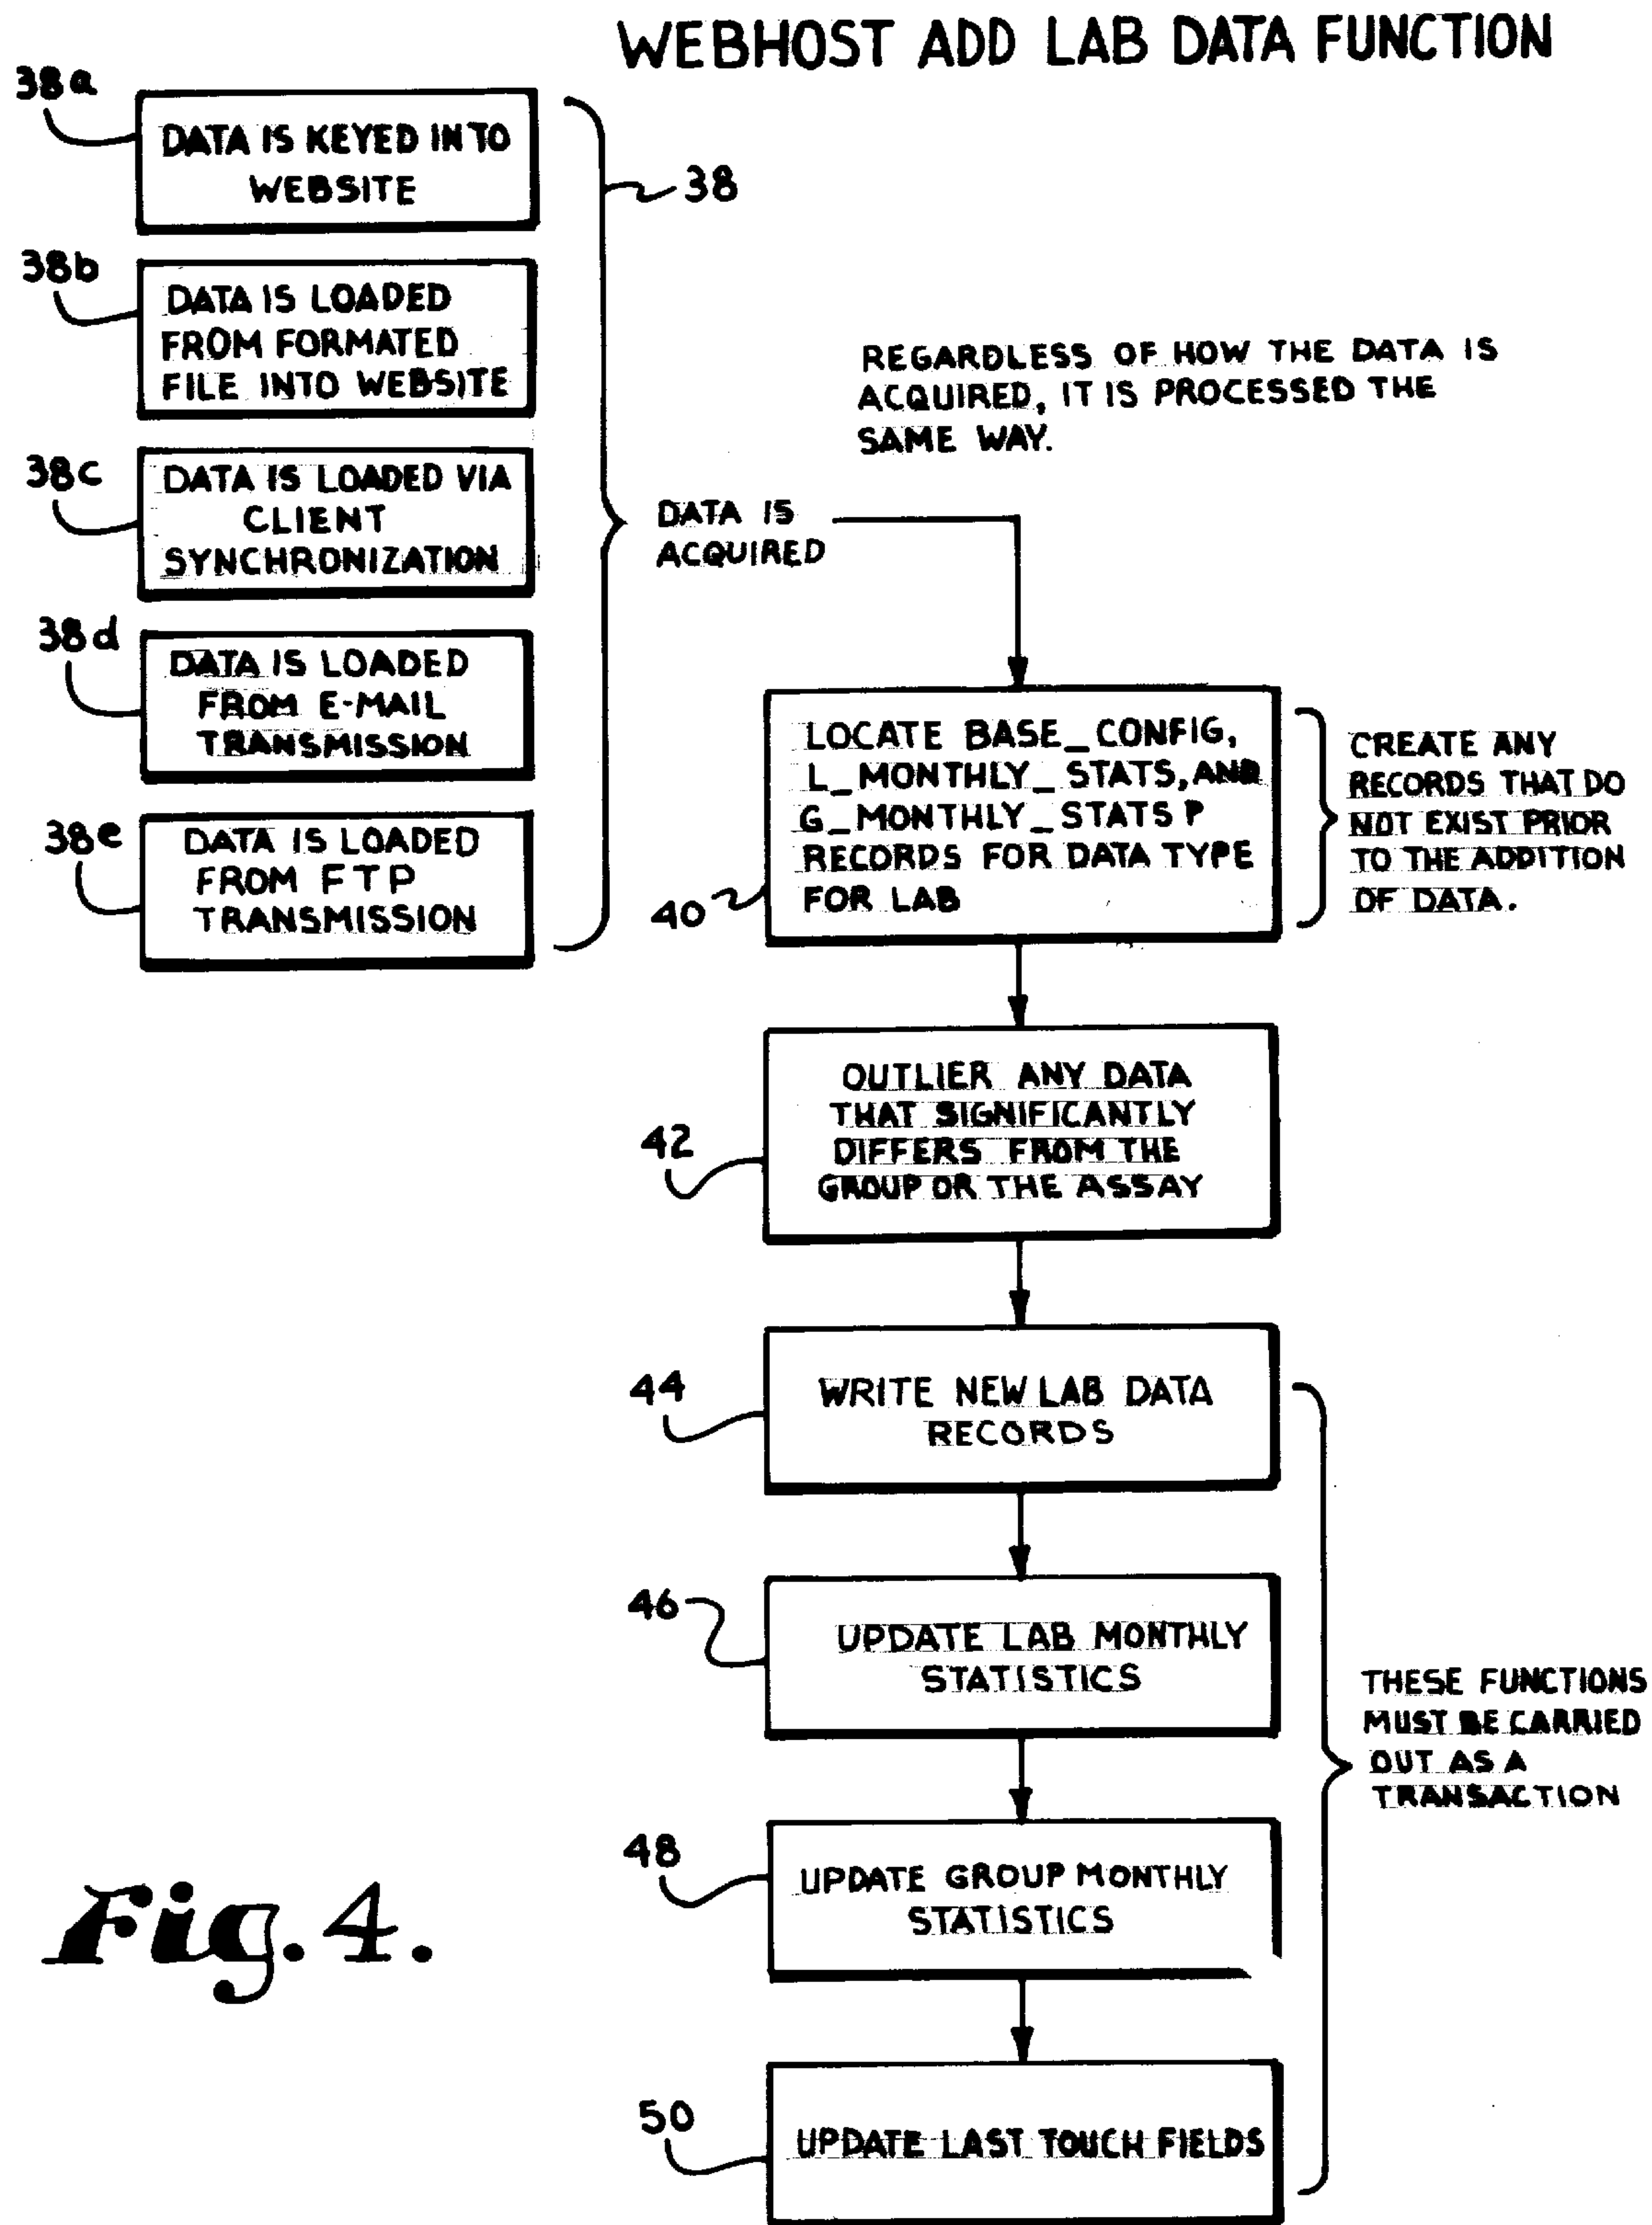 WEBHOST ADD LAB DATA FUNCTION
38a
DATA IS KEYED IN TO
WEBSITE
38
38b
DATA IS LOADED
FROM FORMATED
FILE INTO WEBSITE
REGARDLESS OF HOW THE DATA IS
ACQUIRED, IT IS PROCESSED THE
SAME WAY.
38c
DATA IS LOADED VIA
CLIENT
SYNCHRONIZATION
DATA IS
ACQUIRED
38d
DATA IS LOADED
FROM E-MAIL
TRANSMISSION
38e
DATA IS LOADED
FROM FTP
TRANSMISSION
LOCATE BASE_CONFIG,
L_MONTHLY_STATS, AND
G_MONTHLY_STATS P
RECORDS FOR DATA TYPE
FOR LAB
40
CREATE ANY
RECORDS THAT DO
NOT EXIST PRIOR
TO THE ADDITION
OF DATA.
OUTLIER ANY DATA
THAT SIGNIFICANTLY
DIFFERS FROM THE
GROUP OR THE ASSAY
42
44
WRITE NEW LAB DATA
RECORDS
46
UPDATE LAB MONTHLY
STATISTICS
THESE FUNCTIONS
MUST BE CARRIED
OUT AS A
TRANSACTION
48
UPDATE GROUP MONTHLY
STATISTICS
Fig. 4.
50
UPDATE LAST TOUCH FIELDS